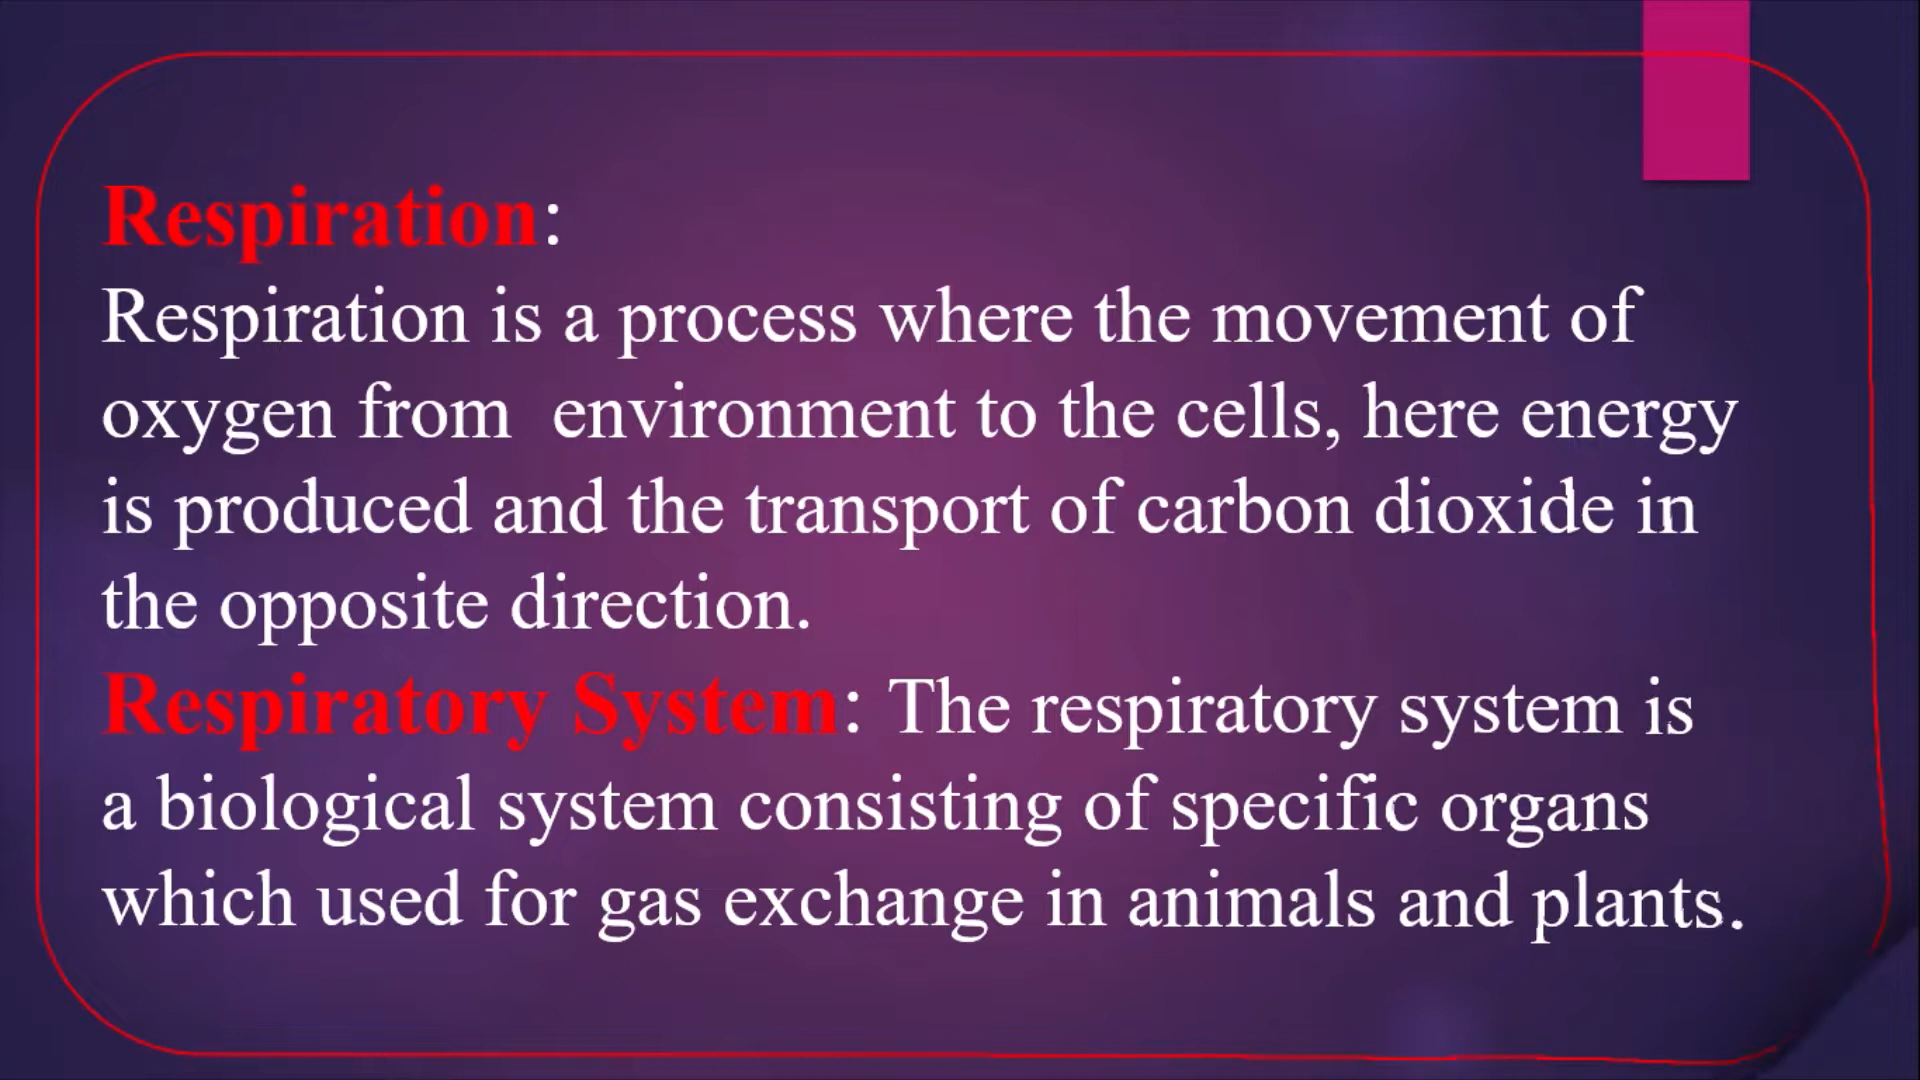 Respiration:
Respiration is a process where the movement of
oxygen from  environment to the cells, here energy
is produced and the transport of carbon dioxide in
the opposite direction.
Respiratory System: The respiratory system is
a biological system consisting of specific organs
which used for gas exchange in animals and plants.